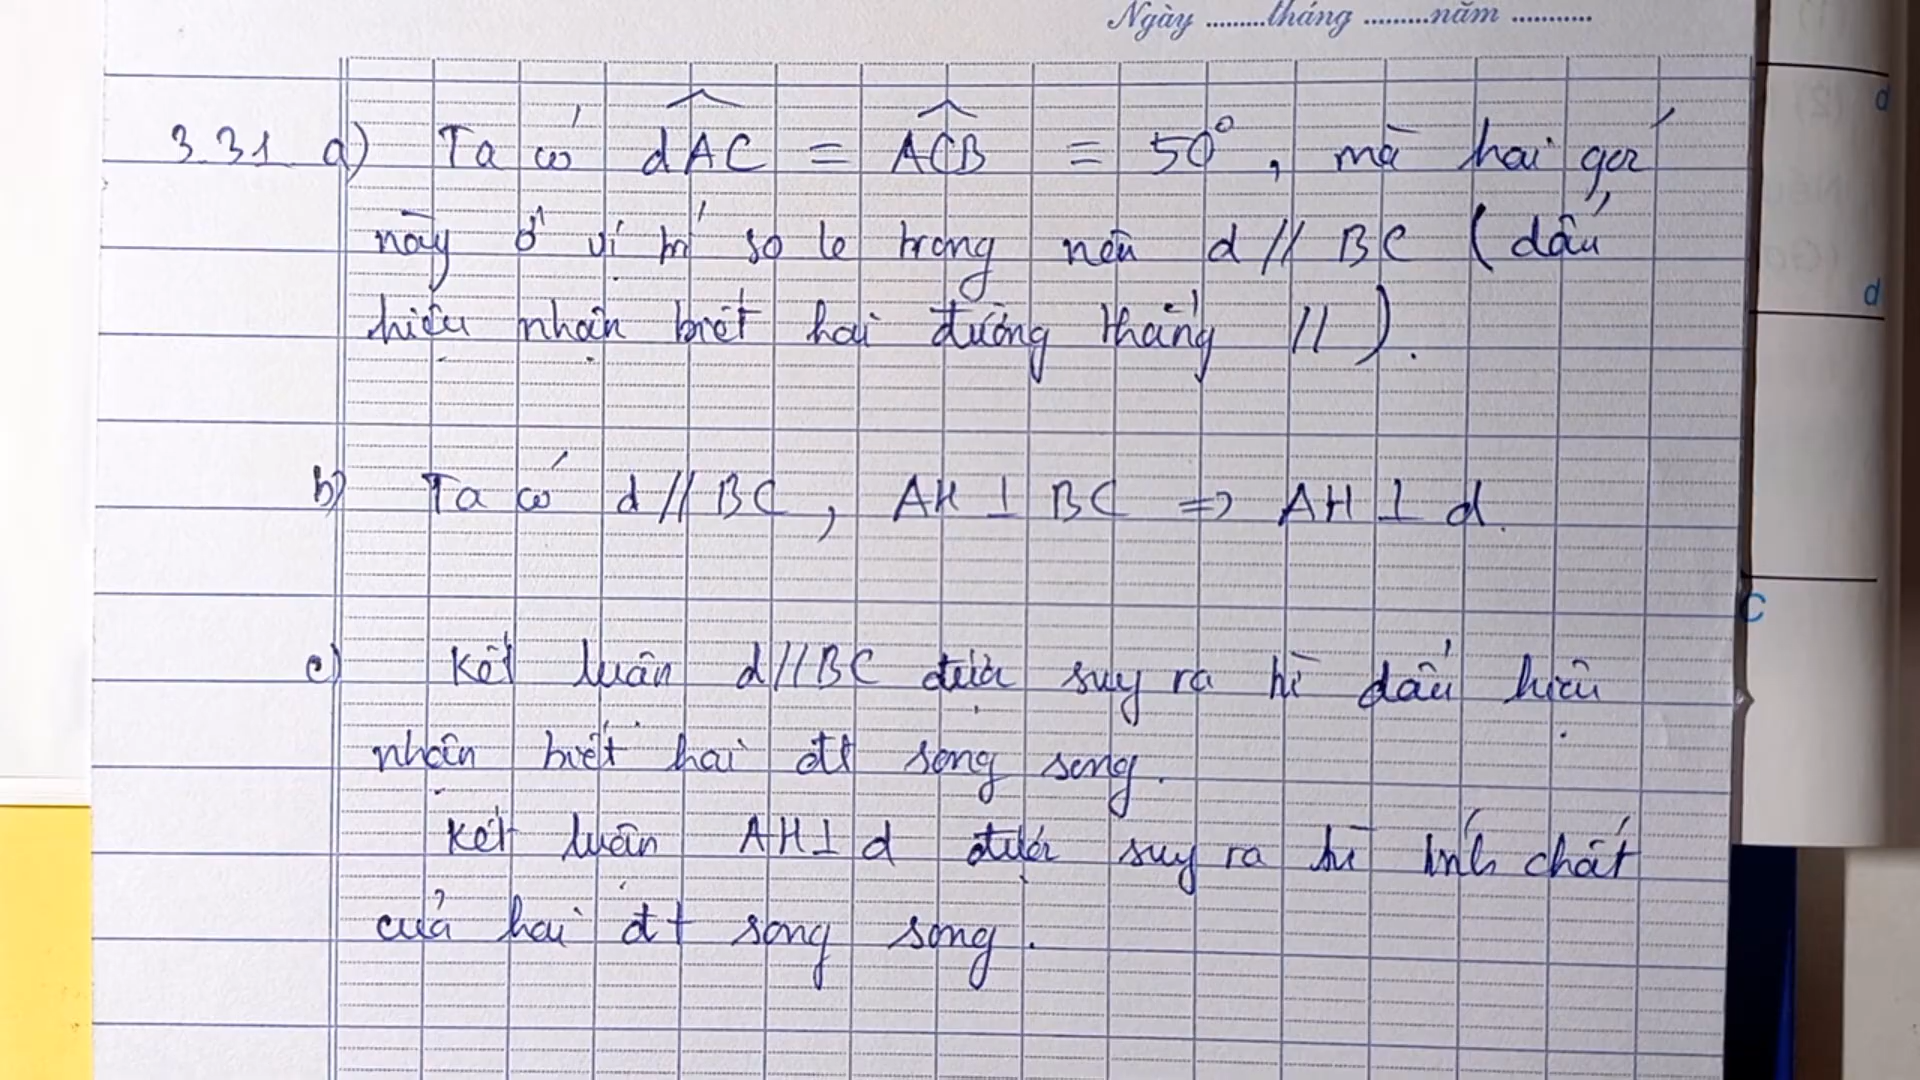 Ngày .........tháng .........năm ...........
3.31 a) Ta có \widehat{dAC} = \widehat{ACB} = 50°, mà hai góc
này ở vị trí so le trong nên d // BC (dấu
hiệu nhận biết hai đường thẳng //).
b) Ta có d // BC, AH ⊥ BC => AH ⊥ d.
c) Kết luận d//BC được suy ra từ dấu hiệu
nhận biết hai đt song song.
Kết luận AH ⊥ d được suy ra từ tính chất
của hai đt song song.
d
d
C